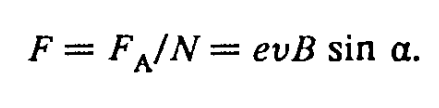 F = F_A/N = evB sin α.